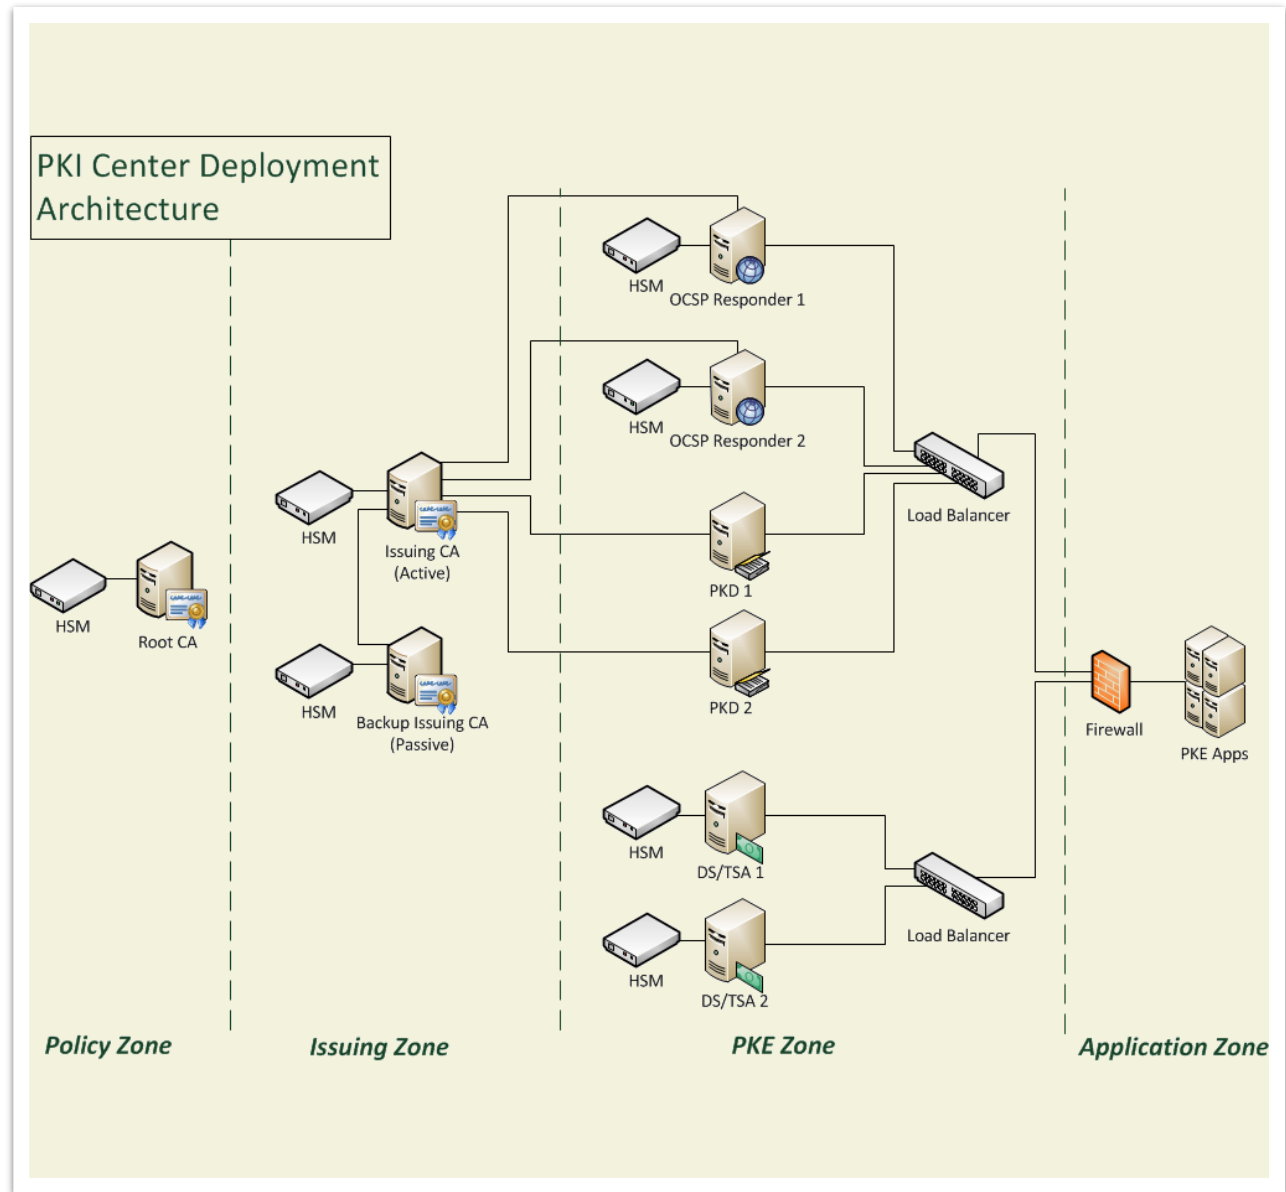 PKI Center Deployment
Architecture
HSM
OCSP Responder 1
HSM
OCSP Responder 2
HSM
Issuing CA
(Active)
Load Balancer
PKD 1
HSM
Root CA
HSM
Backup Issuing CA
(Passive)
PKD 2
Firewall
PKE Apps
HSM
DS/TSA 1
HSM
DS/TSA 2
Load Balancer
Policy Zone
Issuing Zone
PKE Zone
Application Zone